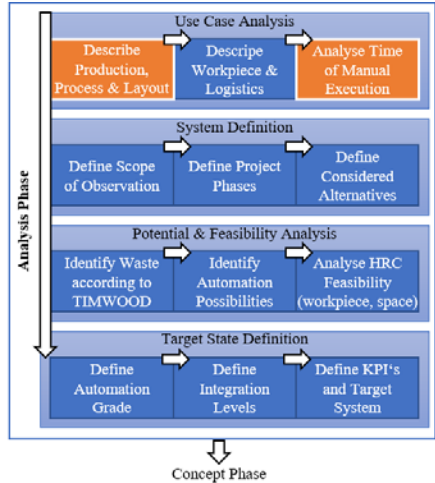 Use Case Analysis
Describe
Production,
Process & Layout
Descripe
Workpiece &
Logistics
Analyse Time
of Manual
Execution
System Definition
Define Scope
of Observation
Define Project
Phases
Define
Considered
Alternatives
Analysis Phase
Potential & Feasibility Analysis
Identify Waste
according to
TIMWOOD
Identify
Automation
Possibilities
Analyse HRC
Feasibility
(workpiece, space)
Target State Definition
Define
Automation
Grade
Define
Integration
Levels
Define KPI‘s
and Target
System
Concept Phase